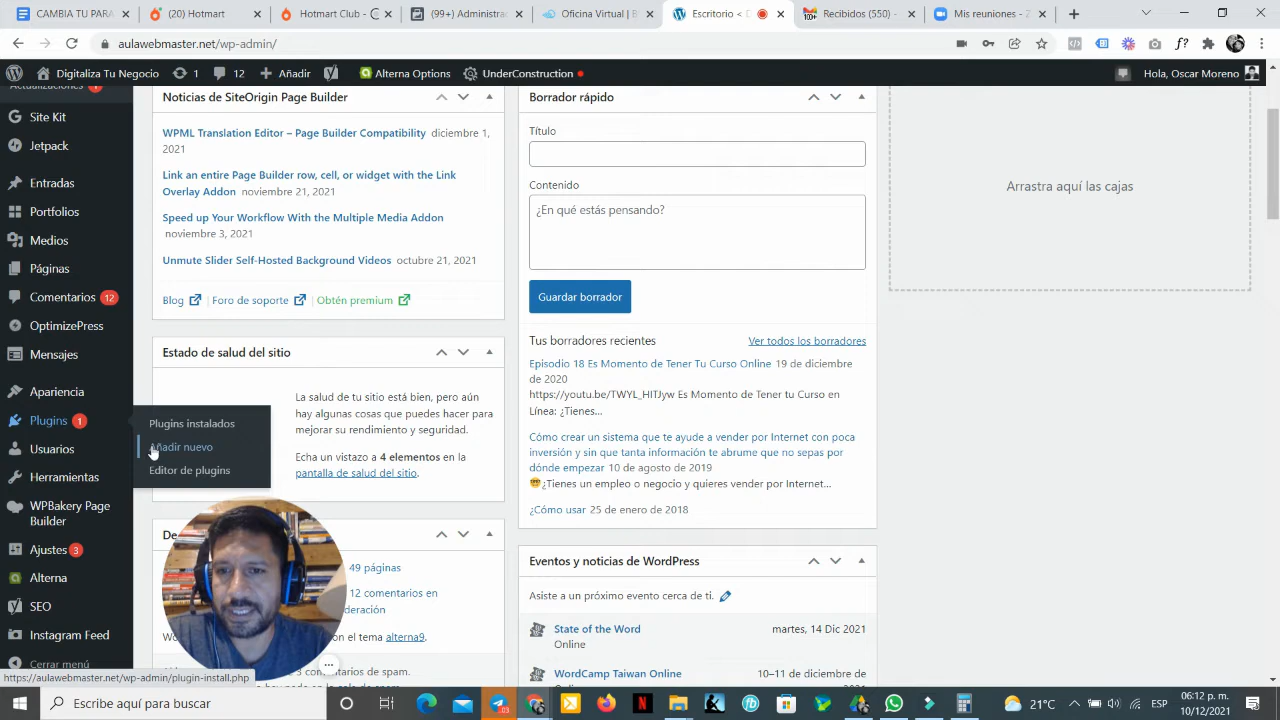 CAMBIA TU PARADI
(20) Hotmart
Hotmart Club - C
(99+) Administrac
Oficina Virtual | B
Escritorio < D
Recibidos (550) -
Mis reuniones - Z
aulawebmaster.net/wp-admin/
Digitaliza Tu Negocio 1 12 Añadir Alterna Options UnderConstruction Hola, Oscar Moreno
Actualizaciones
Site Kit
Jetpack
Entradas
Portfolios
Medios
Páginas
Comentarios 12
OptimizePress
Mensajes
Apariencia
Plugins 1
Usuarios
Herramientas
WPBakery Page
Builder
Ajustes 3
Alterna
SEO
Feed Instagram
Cerrar menú
Plugins instalados
Añadir nuevo
Editor de plugins
Noticias de SiteOrigin Page Builder
WPML Translation Editor – Page Builder Compatibility diciembre 1,
2021
Link an entire Page Builder row, cell, or widget with the Link
Overlay Addon noviembre 21, 2021
Speed up Your Workflow With the Multiple Media Addon
noviembre 3, 2021
Unmute Slider Self-Hosted Background Videos octubre 21, 2021
Blog | Foro de soporte | Obtén premium
Estado de salud del sitio
La salud de tu sitio está bien, pero aún
hay algunas cosas que puedes hacer para
mejorar su rendimiento y seguridad.
Echa un vistazo a 4 elementos en la
pantalla de salud del sitio.
De
49 páginas
12 comentarios en
deración
on el tema alterna9.
comentarios de spam.
Borrador rápido
Título
Contenido
¿En qué estás pensando?
Guardar borrador
Tus borradores recientes
Ver todos los borradores
Episodio 18 Es Momento de Tener Tu Curso Online 19 de diciembre
de 2020
https://youtu.be/TWYL_HITJyw Es Momento de Tener Tu Curso en
Línea: ¿Tienes...
Cómo crear un sistema que te ayude a vender por Internet con poca
inversión y sin que tanta información te abrume que no sepas por
dónde empezar 10 de agosto de 2019
¿Tienes un empleo o negocio y quieres vender por Internet...
¿Cómo usar 25 de enero de 2018
Eventos y noticias de WordPress
Asiste a un próximo evento cerca de ti.
State of the Word martes, 14 Dic 2021
Online
WordCamp Taiwan Online 10–11 de diciembre de
Arrastra aquí las cajas
https://aulawebmaster.net/wp-admin/plugin-install.php
Escribe aquí para buscar
21°C
ESP
06:12 p. m.
10/12/2021